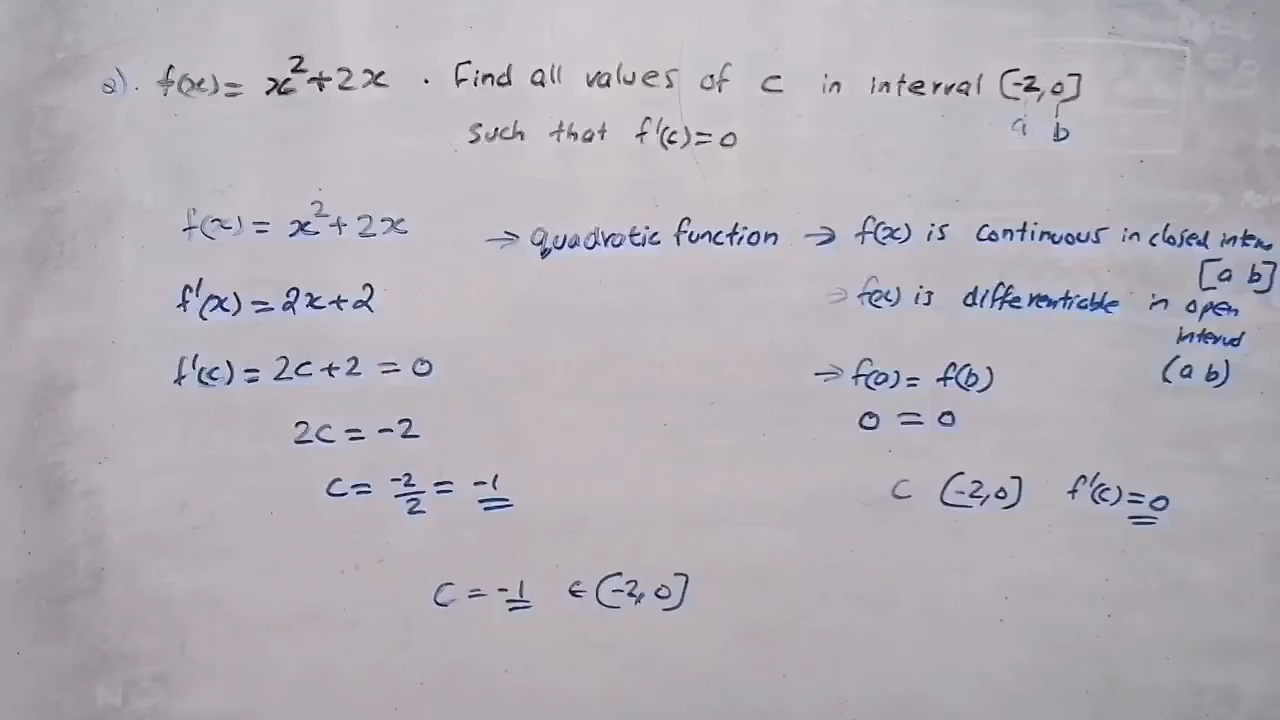 Q). f(x) = x² + 2x . Find all values of c in interval [-2, 0]
a b
such that f'(c) = 0
f(x) = x² + 2x → quadratic function → f(x) is continuous in closed
[a b]
f'(x) = 2x + 2
→ f(x) is differentiable in open
interval
(a b)
f'(c) = 2c + 2 = 0
→ f(a) = f(b)
0 = 0
2c = -2
c = -2/2 = -1
c (-2, 0] f'(c) = 0
c = -1 ∈ (-2, 0]